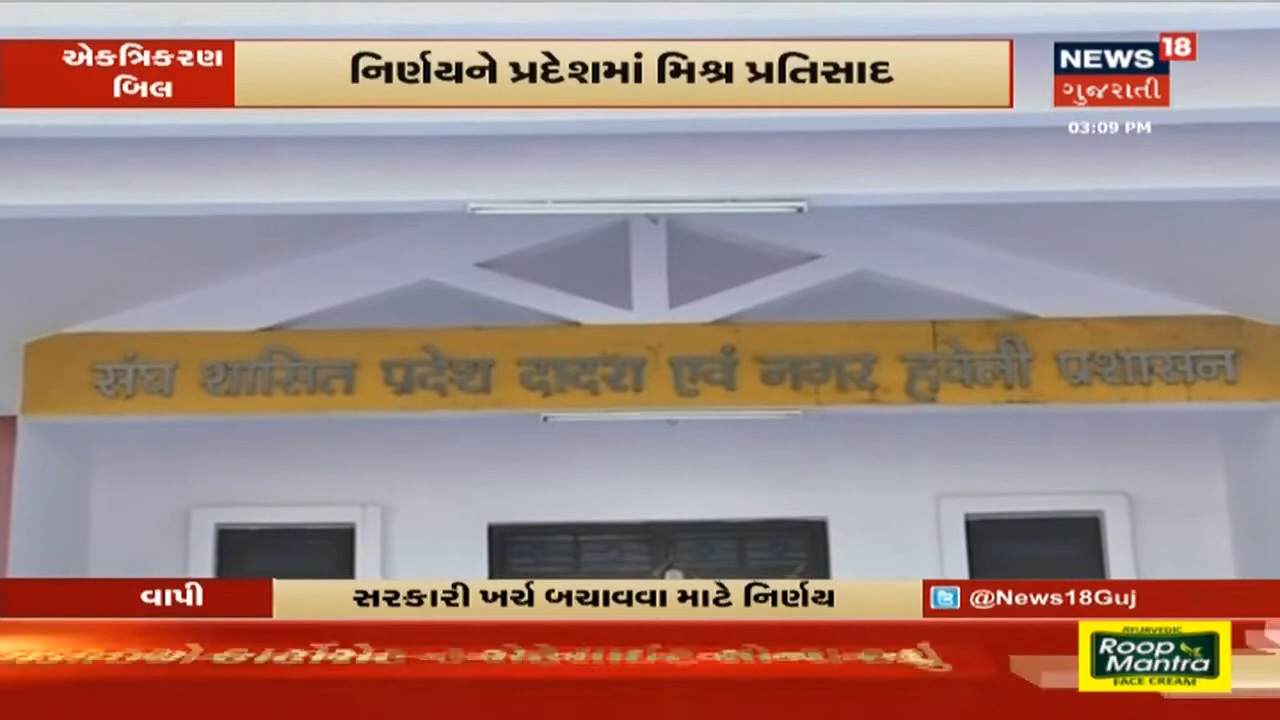 એકત્રિકરણ
બિલ
નિર્ણયને પ્રદેશમાં મિશ્ર પ્રતિસાદ
NEWS 18
ગુજરાતી
03:09 PM
संघ शासित प्रदेश दादरा एवं नगर हवेली प्रशासन
વાપી
સરકારી ખર્ચ બચાવવા માટે નિર્ણય
@News18Guj
AYURVEDIC
Roop
Mantra
FACE CREAM